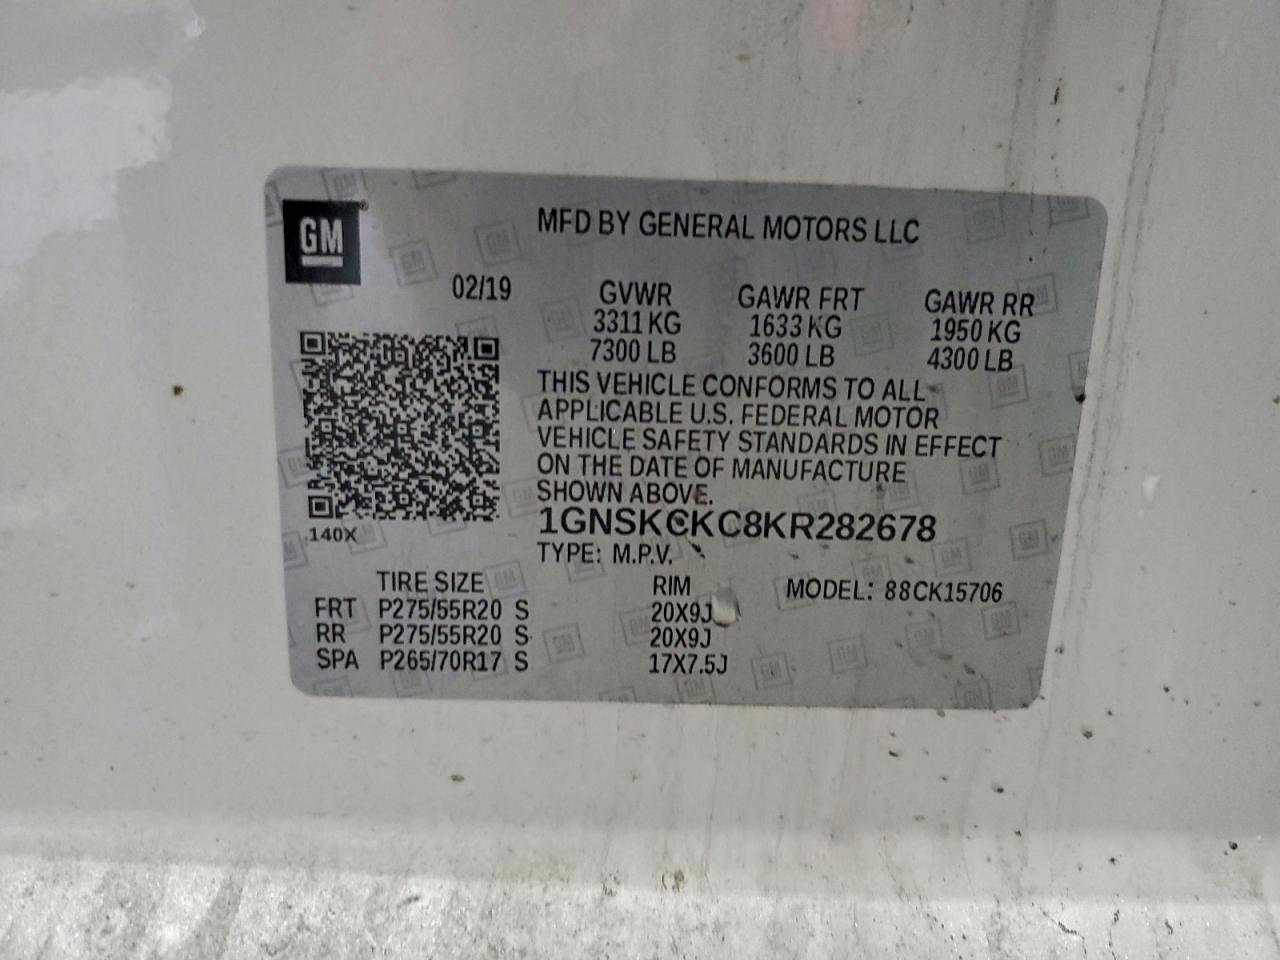 GM
MFD BY GENERAL MOTORS LLC
02/19
GVWR GAWR FRT GAWR RR
3311 KG 1633 KG 1950 KG
7300 LB 3600 LB 4300 LB
THIS VEHICLE CONFORMS TO ALL
APPLICABLE U.S. FEDERAL MOTOR
VEHICLE SAFETY STANDARDS IN EFFECT
ON THE DATE OF MANUFACTURE
SHOWN ABOVE.
1GNSKCKC8KR282678
140X
TYPE: M.P.V.
TIRE SIZE RIM MODEL: 88CK15706
FRT P275/55R20 S 20X9J
RR P275/55R20 S 20X9J
SPA P265/70R17 S 17X7.5J